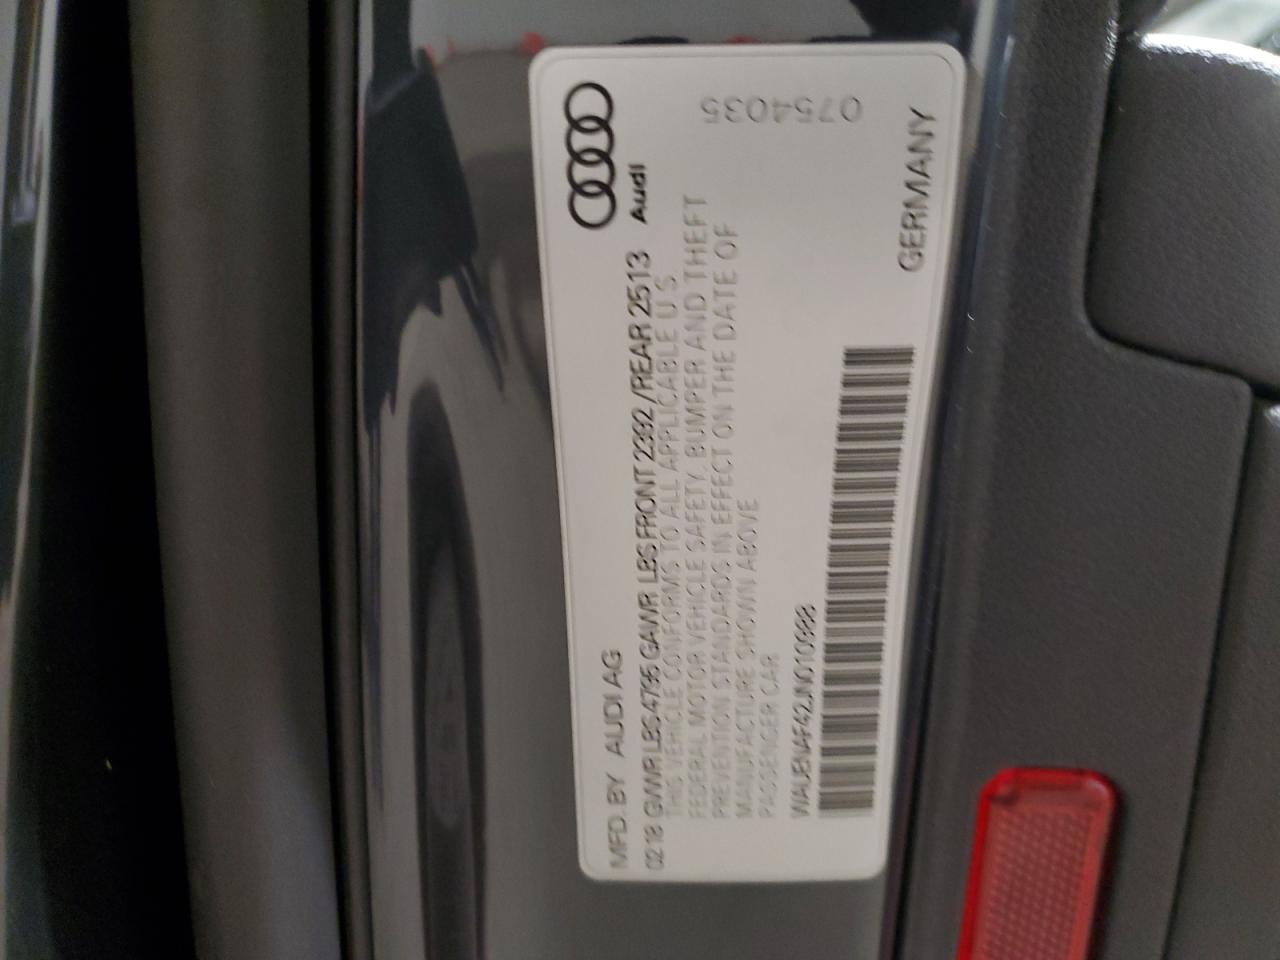 Audi
MFD. BY AUDI AG
02 18 GVWR LBS 4795 GAWR LBS FRONT 2392 / REAR 2513
THIS VEHICLE CONFORMS TO ALL APPLICABLE U S
FEDERAL MOTOR VEHICLE SAFETY, BUMPER AND THEFT
PREVENTION STANDARDS IN EFFECT ON THE DATE OF
MANUFACTURE SHOWN ABOVE
PASSENGER CAR
WAUENAF42JN010988
GERMANY
0754035